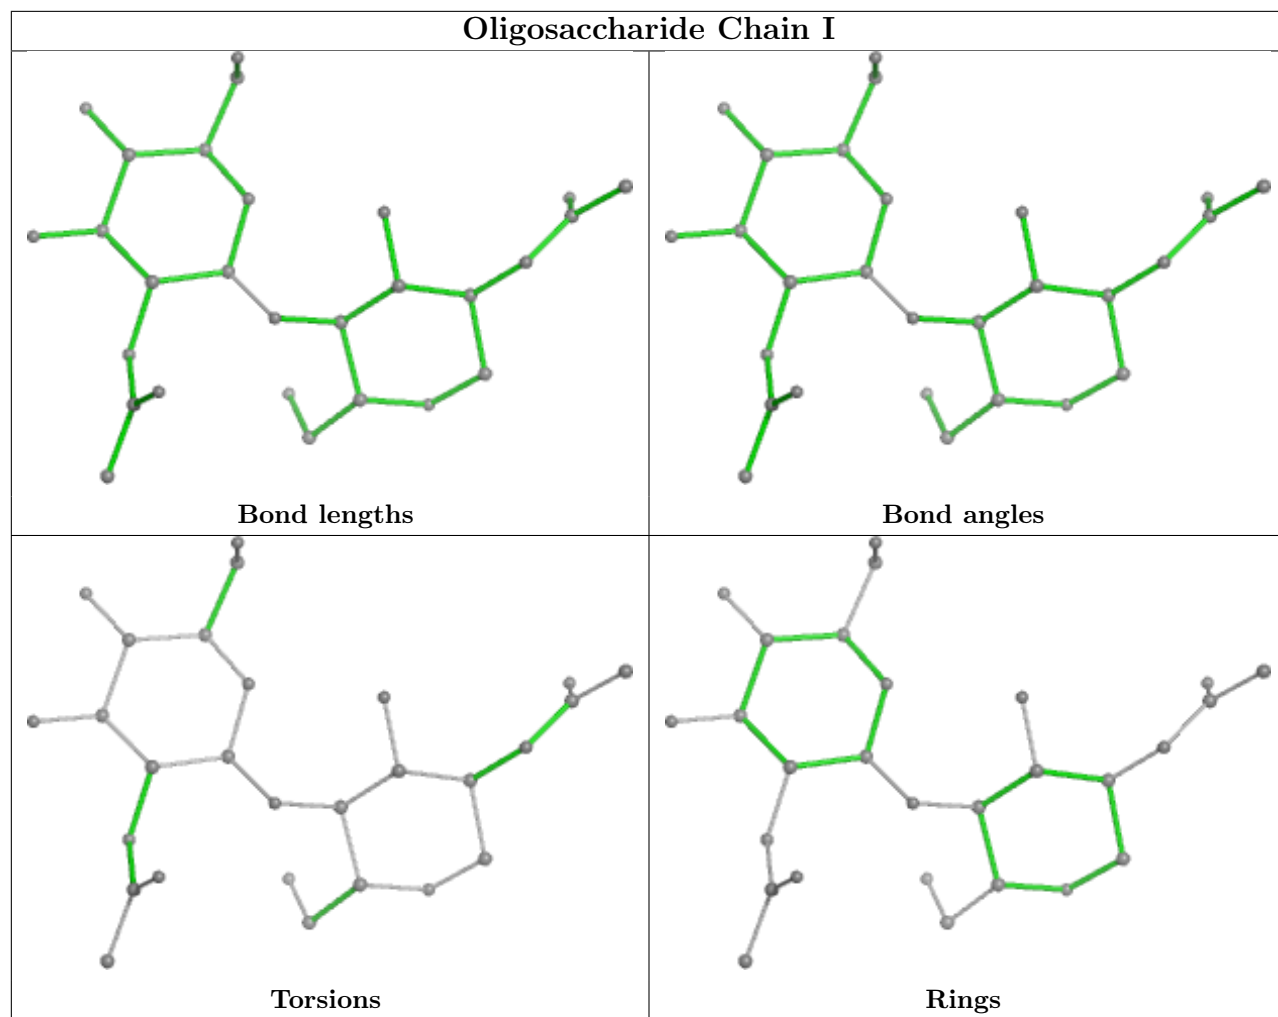 Oligosaccharide Chain I
Bond lengths
Bond angles
Torsions
Rings